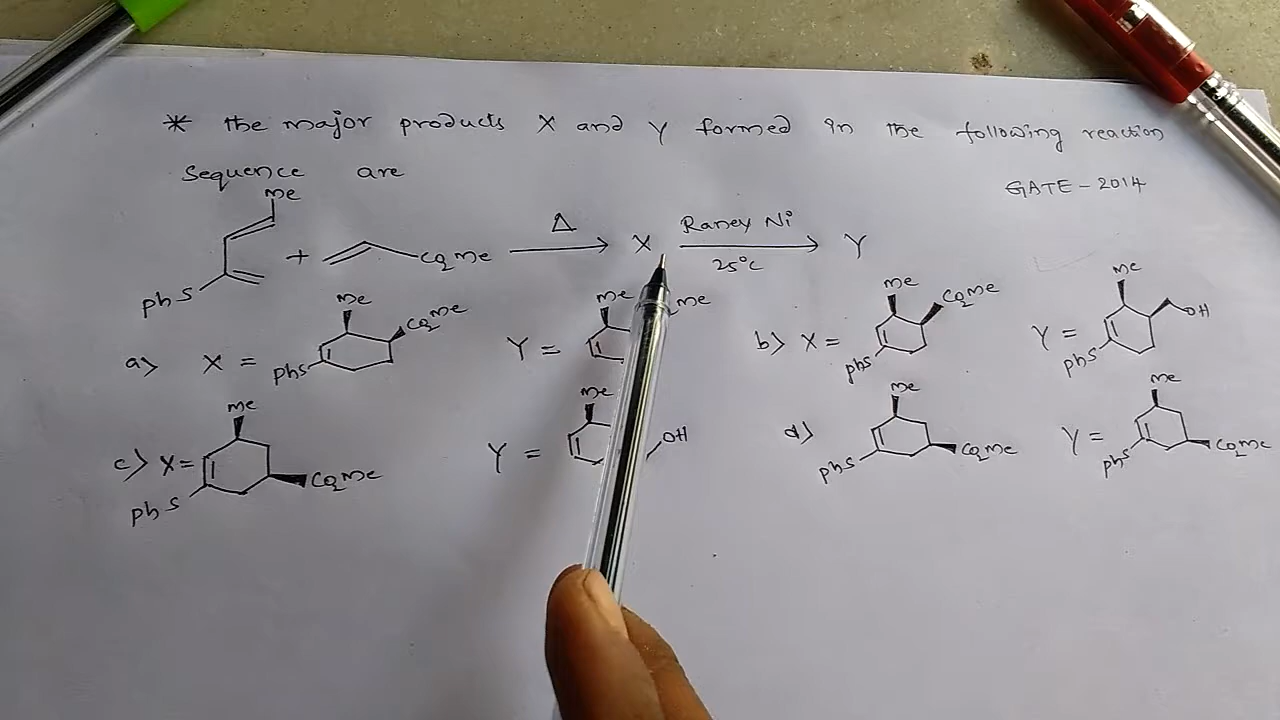 * the major products X and Y formed in the following reaction
sequence are
GATE - 2014
Me
PhS
+
CO2Me
Δ
X
Raney Ni
25°C
Y
a) X =
Me
CO2Me
PhS
Y =
Me
Me
b) X =
Me
CO2Me
PhS
Y =
Me
OH
PhS
c) X =
Me
CO2Me
PhS
Y =
Me
OH
d)
Me
CO2Me
PhS
Y =
Me
CO2Me
PhS